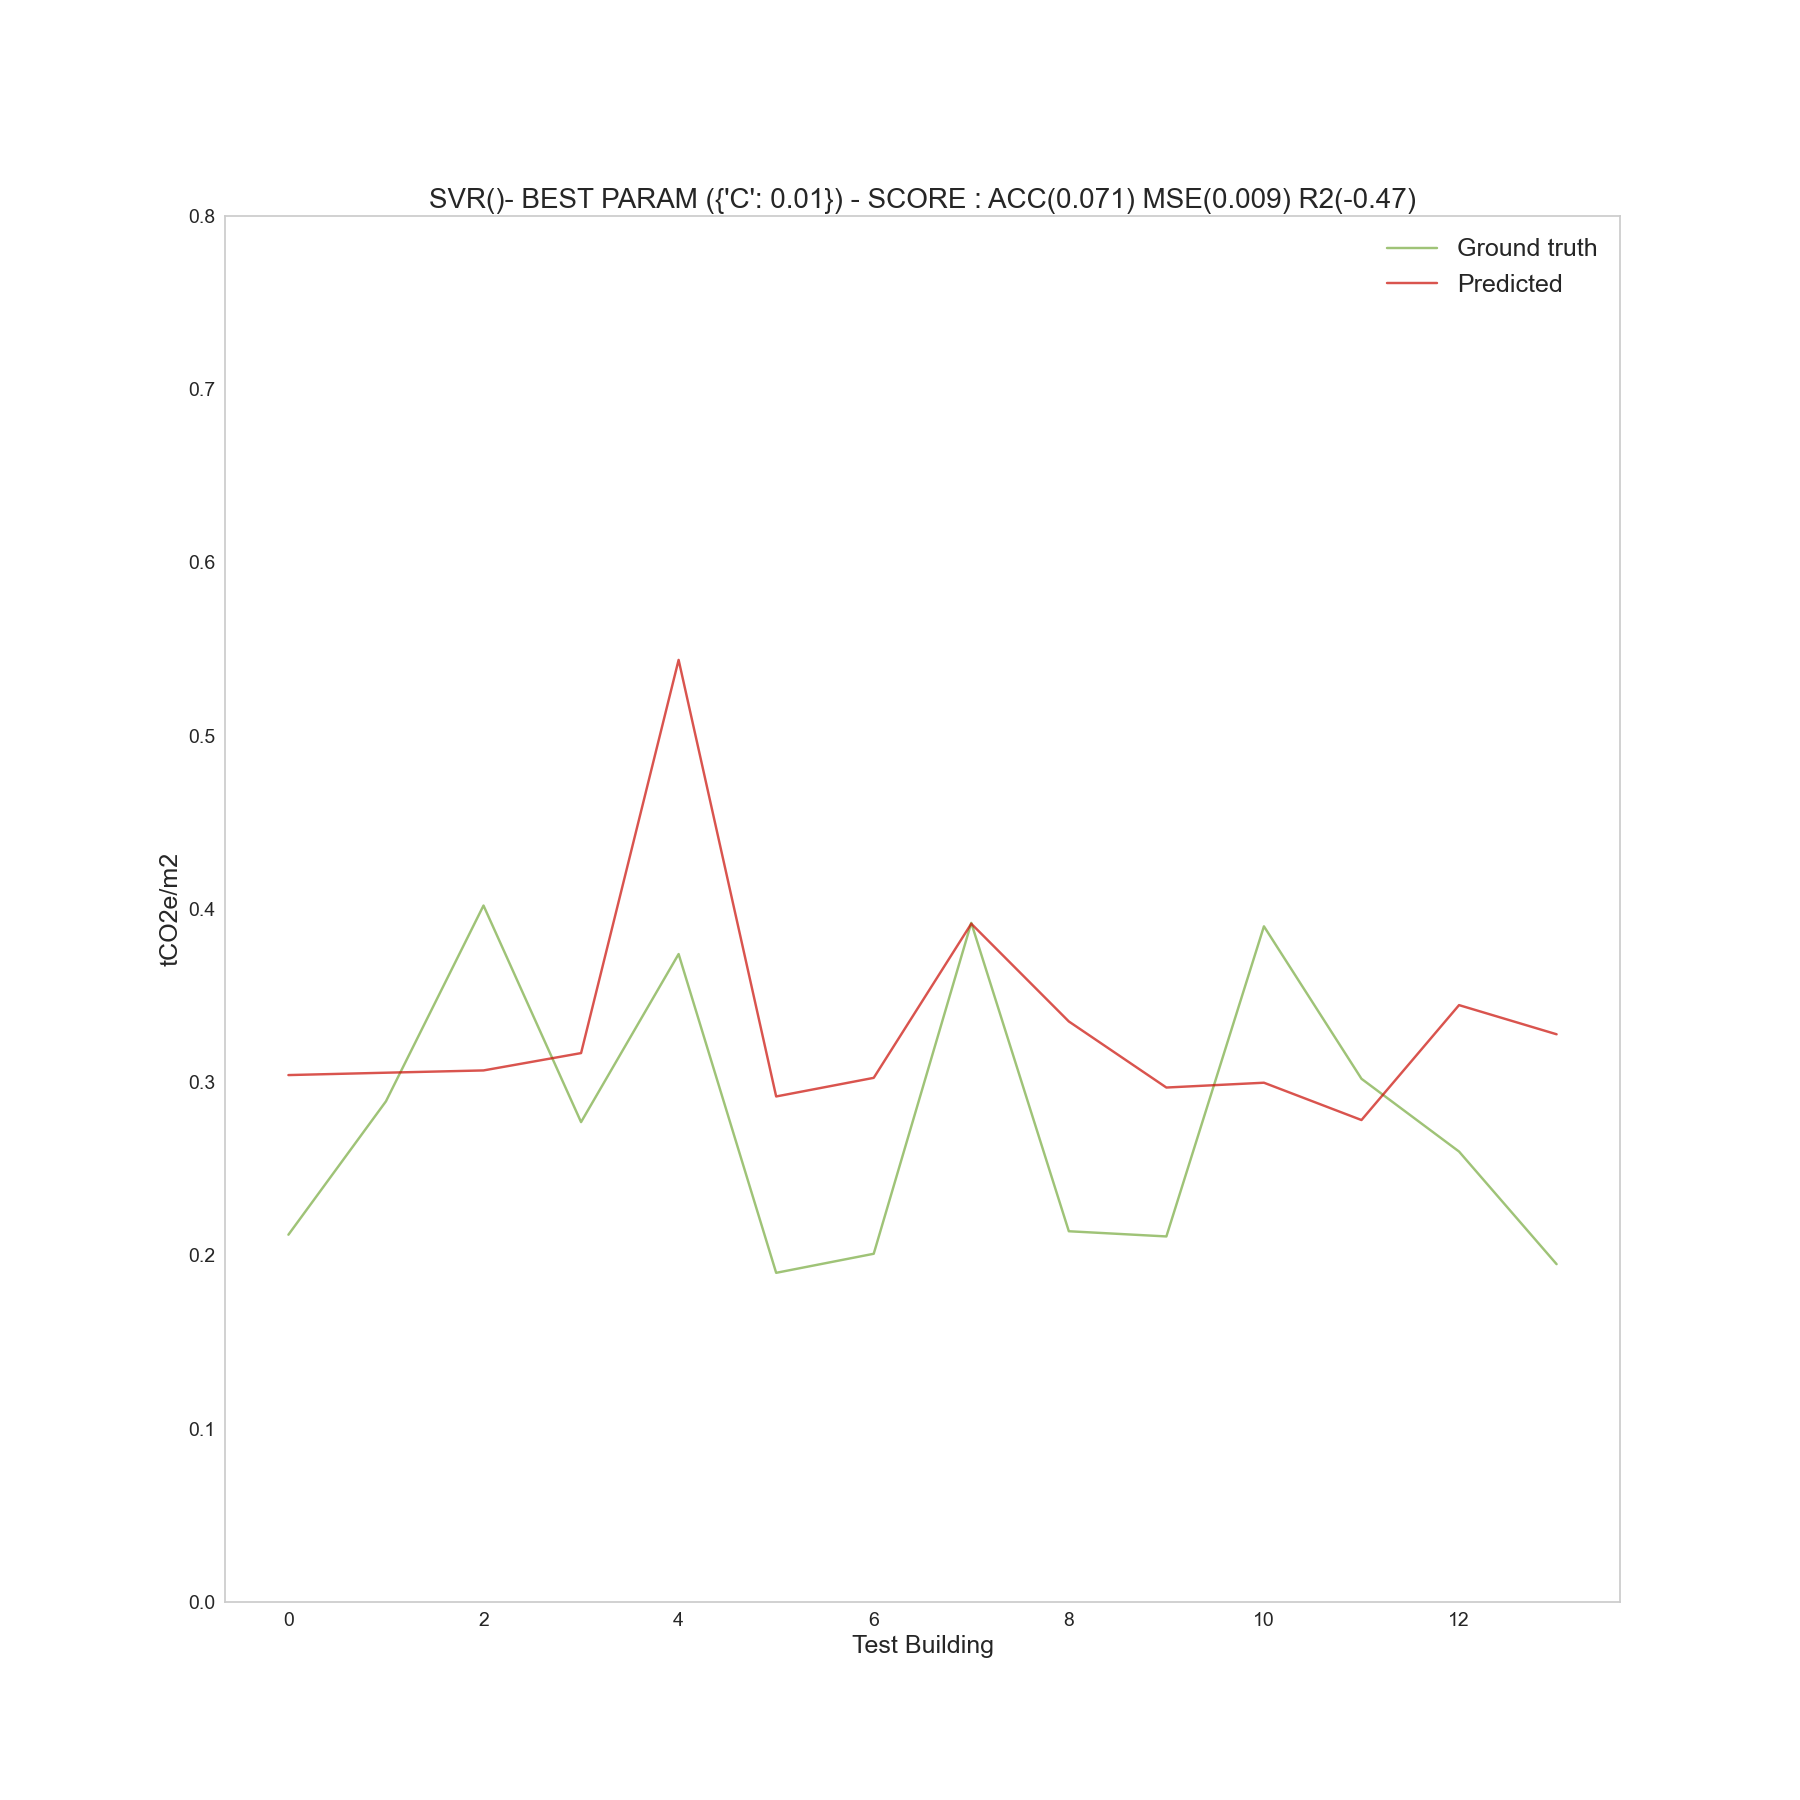 SVR()- BEST PARAM ({'C': 0.01}) - SCORE : ACC(0.071) MSE(0.009) R2(-0.47)
Ground truth
Predicted
0.8
0.7
0.6
0.5
0.4
0.3
0.2
0.1
0.0
tCO2e/m2
0 2 4 6 8 10 12
Test Building